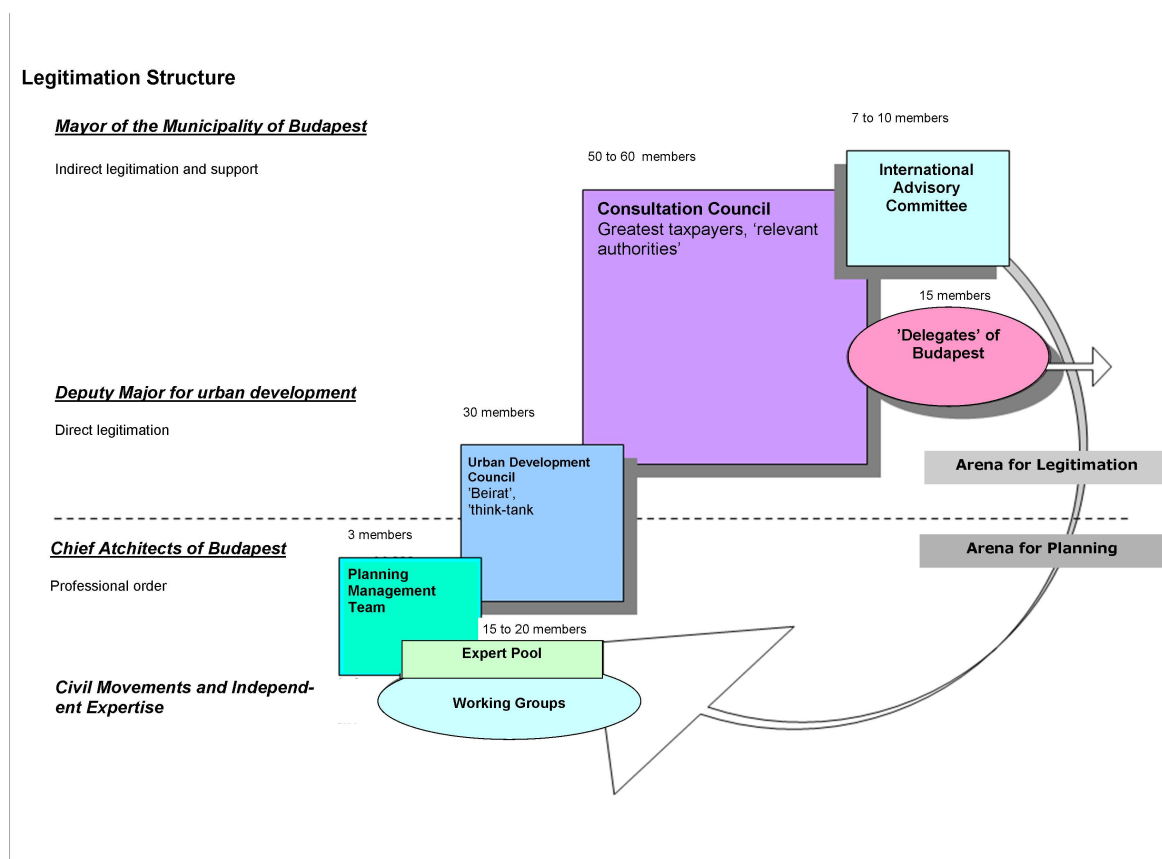 Legitimation Structure
Mayor of the Municipality of Budapest
7 to 10 members
Indirect legitimation and support
50 to 60  members
International
Advisory
Committee
Consultation Council
Greatest taxpayers, ‘relevant
authorities’
15 members
’Delegates’ of
Budapest
Deputy Major for urban development
Direct legitimation
30 members
Urban Development
Council
’Beirat’,
’think-tank
Arena for Legitimation
Chief Atchitects of Budapest
3 members
Arena for Planning
Professional order
Planning
Management
Team
15 to 20 members
Expert Pool
Civil Movements and Independ-
ent Expertise
Working Groups